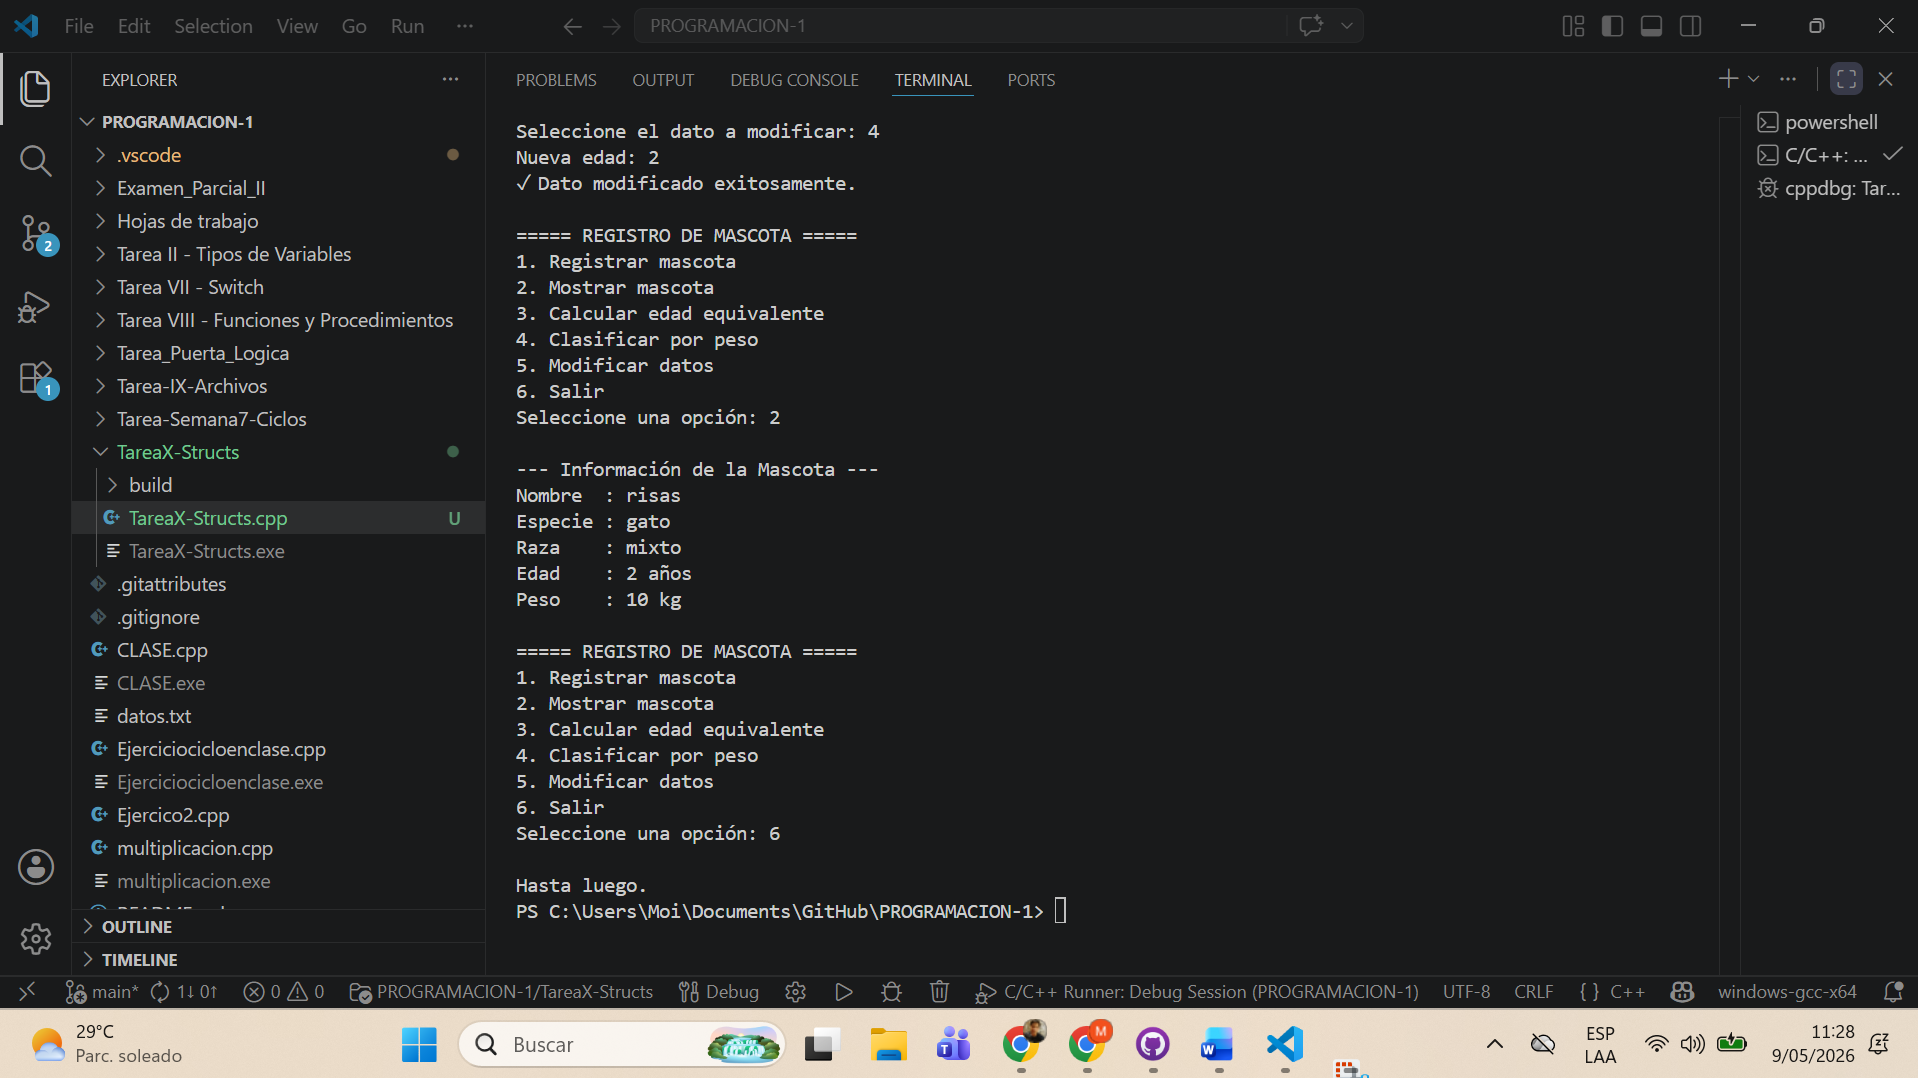 File Edit Selection View Go Run ···
PROGRAMACION-1
EXPLORER
PROGRAMACION-1
.vscode
Examen_Parcial_II
Hojas de trabajo
Tarea II - Tipos de Variables
Tarea VII - Switch
Tarea VIII - Funciones y Procedimientos
Tarea_Puerta_Logica
Tarea-IX-Archivos
Tarea-Semana7-Ciclos
TareaX-Structs
build
TareaX-Structs.cpp U
TareaX-Structs.exe
.gitattributes
.gitignore
CLASE.cpp
CLASE.exe
datos.txt
Ejerciciocicloenclase.cpp
Ejerciciocicloenclase.exe
Ejercico2.cpp
multiplicacion.cpp
multiplicacion.exe
OUTLINE
TIMELINE
2
1
PROBLEMS OUTPUT DEBUG CONSOLE TERMINAL PORTS
Seleccione el dato a modificar: 4
Nueva edad: 2
✓ Dato modificado exitosamente.
===== REGISTRO DE MASCOTA =====
1. Registrar mascota
2. Mostrar mascota
3. Calcular edad equivalente
4. Clasificar por peso
5. Modificar datos
6. Salir
Seleccione una opción: 2
--- Información de la Mascota ---
Nombre  : risas
Especie : gato
Raza    : mixto
Edad    : 2 años
Peso    : 10 kg
===== REGISTRO DE MASCOTA =====
1. Registrar mascota
2. Mostrar mascota
3. Calcular edad equivalente
4. Clasificar por peso
5. Modificar datos
6. Salir
Seleccione una opción: 6
Hasta luego.
PS C:\Users\Moi\Documents\GitHub\PROGRAMACION-1>
powershell
C/C++: ...
cppdbg: Tar...
main* 1↓ 0↑ 0 0 PROGRAMACION-1/TareaX-Structs Debug C/C++ Runner: Debug Session (PROGRAMACION-1) UTF-8 CRLF { } C++ windows-gcc-x64
29°C
Parc. soleado
Buscar
M
T
W
ESP
LAA
11:28
9/05/2026